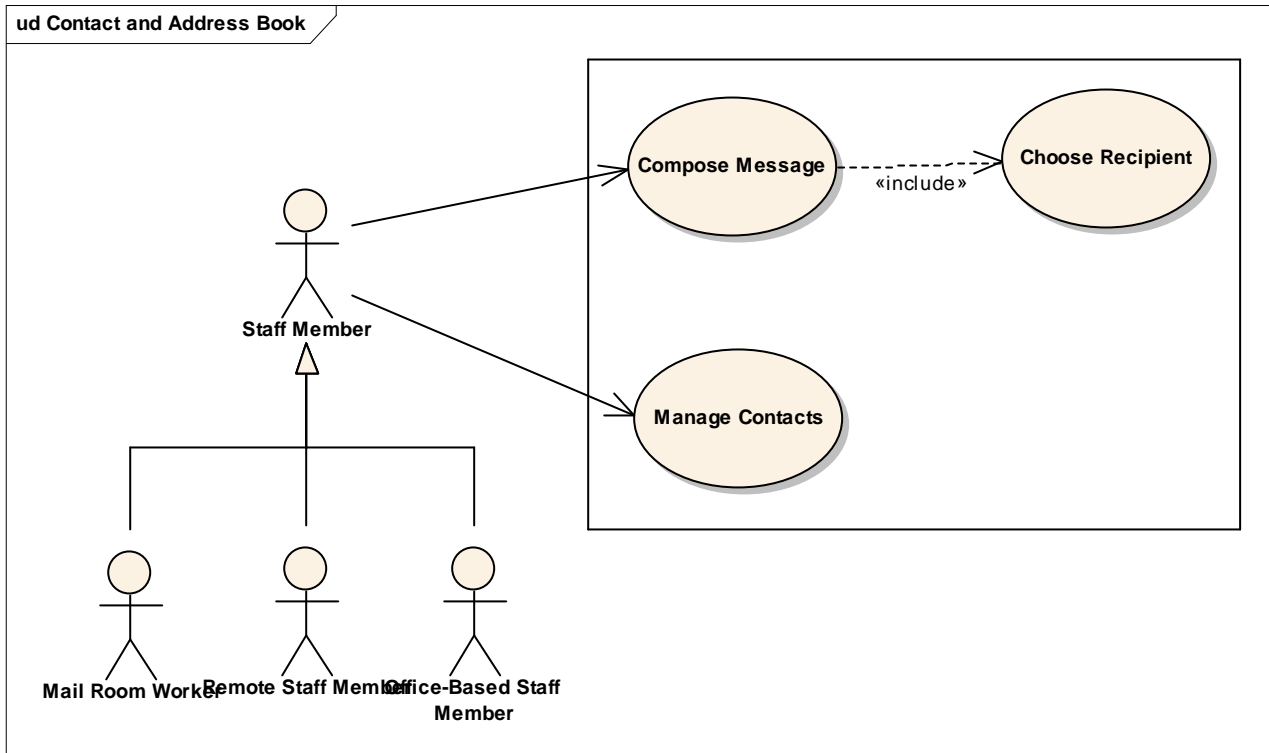 ud Contact and Address Book
Compose Message
Choose Recipient
«include»
Staff Member
Manage Contacts
Mail Room Worker
Remote Staff Member
Office-Based Staff
Member